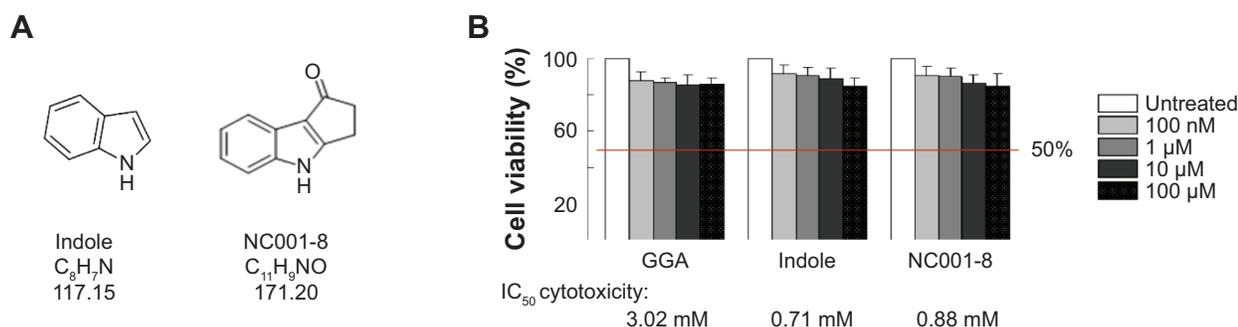 A
O
N
H
N
H
Indole
C₈H₇N
117.15
NC001-8
C₁₁H₉NO
171.20
B
Cell viability (%)
100
60
20
50%
GGA
Indole
NC001-8
IC₅₀ cytotoxicity:
3.02 mM
0.71 mM
0.88 mM
Untreated
100 nM
1 µM
10 µM
100 µM